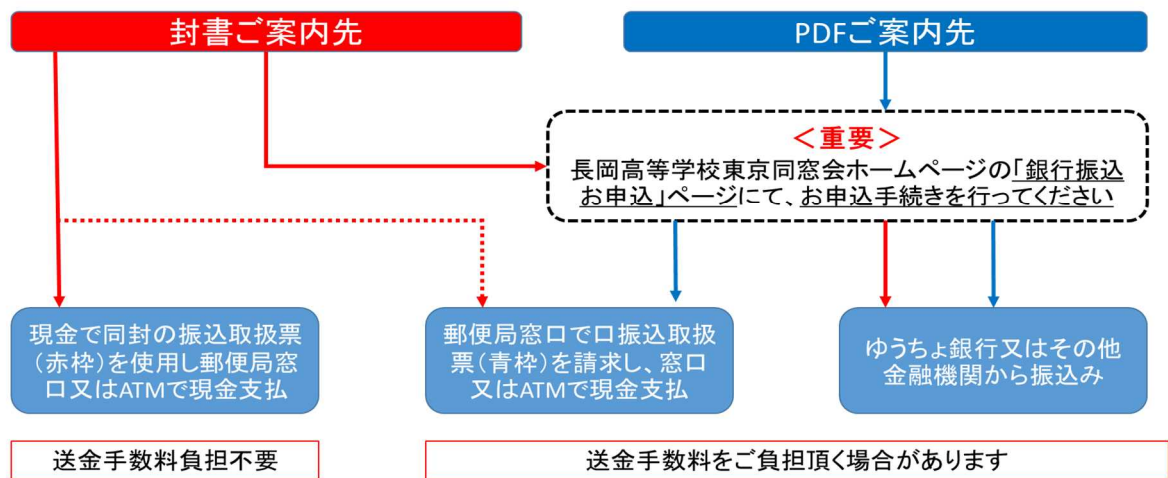 封書ご案内先
PDFご案内先
＜重要＞
長岡高等学校東京同窓会ホームページの「銀行振込
お申込」ページにて、お申込手続きを行ってください
現金で同封の振込取扱票
（赤枠）を使用し郵便局窓
口又はATMで現金支払
郵便局窓口で口振込取扱
票（青枠）を請求し、窓口
又はATMで現金支払
ゆうちょ銀行又はその他
金融機関から振込み
送金手数料負担不要
送金手数料をご負担頂く場合があります